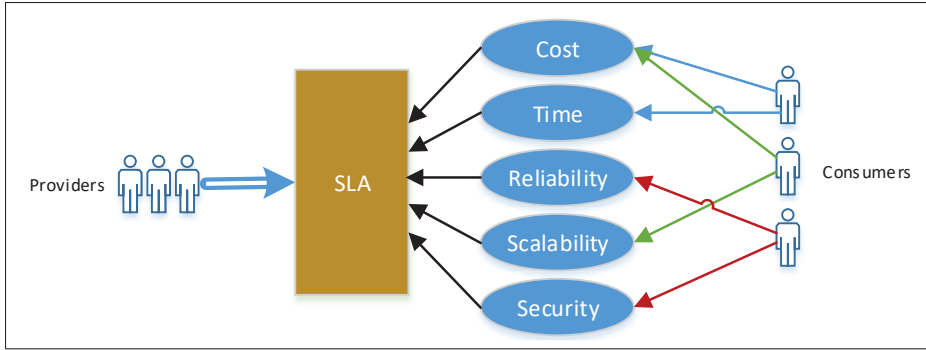 Providers
SLA
Cost
Time
Reliability
Scalability
Security
Consumers